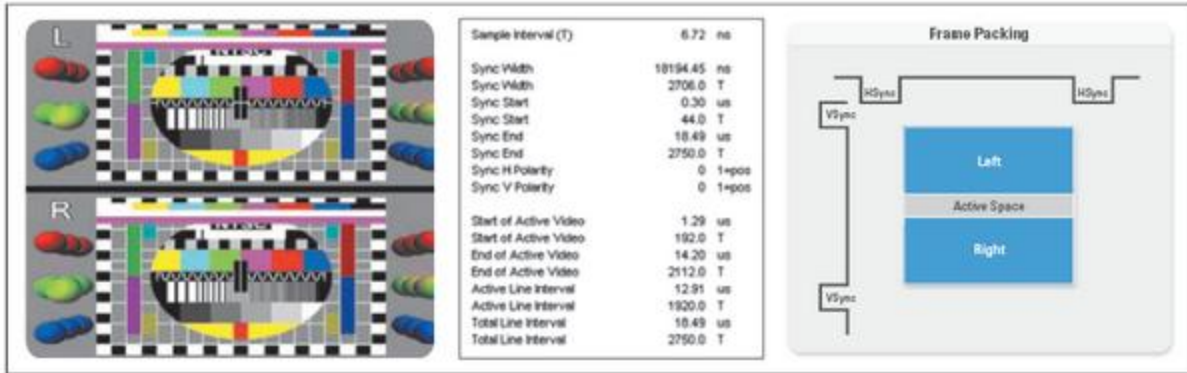 L
R
Sample Interval (T) 6.72 ns
Sync Width 18194.45 ns
Sync Width 2706.0 T
Sync Start 0.30 us
Sync Start 44.0 T
Sync End 18.49 us
Sync End 2750.0 T
Sync H Polarity 0 1=pos
Sync V Polarity 0 1=pos
Start of Active Video 1.29 us
Start of Active Video 192.0 T
End of Active Video 14.20 us
End of Active Video 2112.0 T
Active Line Interval 12.91 us
Active Line Interval 1920.0 T
Total Line Interval 18.49 us
Total Line Interval 2750.0 T
Frame Packing
HSync HSync
VSync
Left
Active Space
Right
VSync